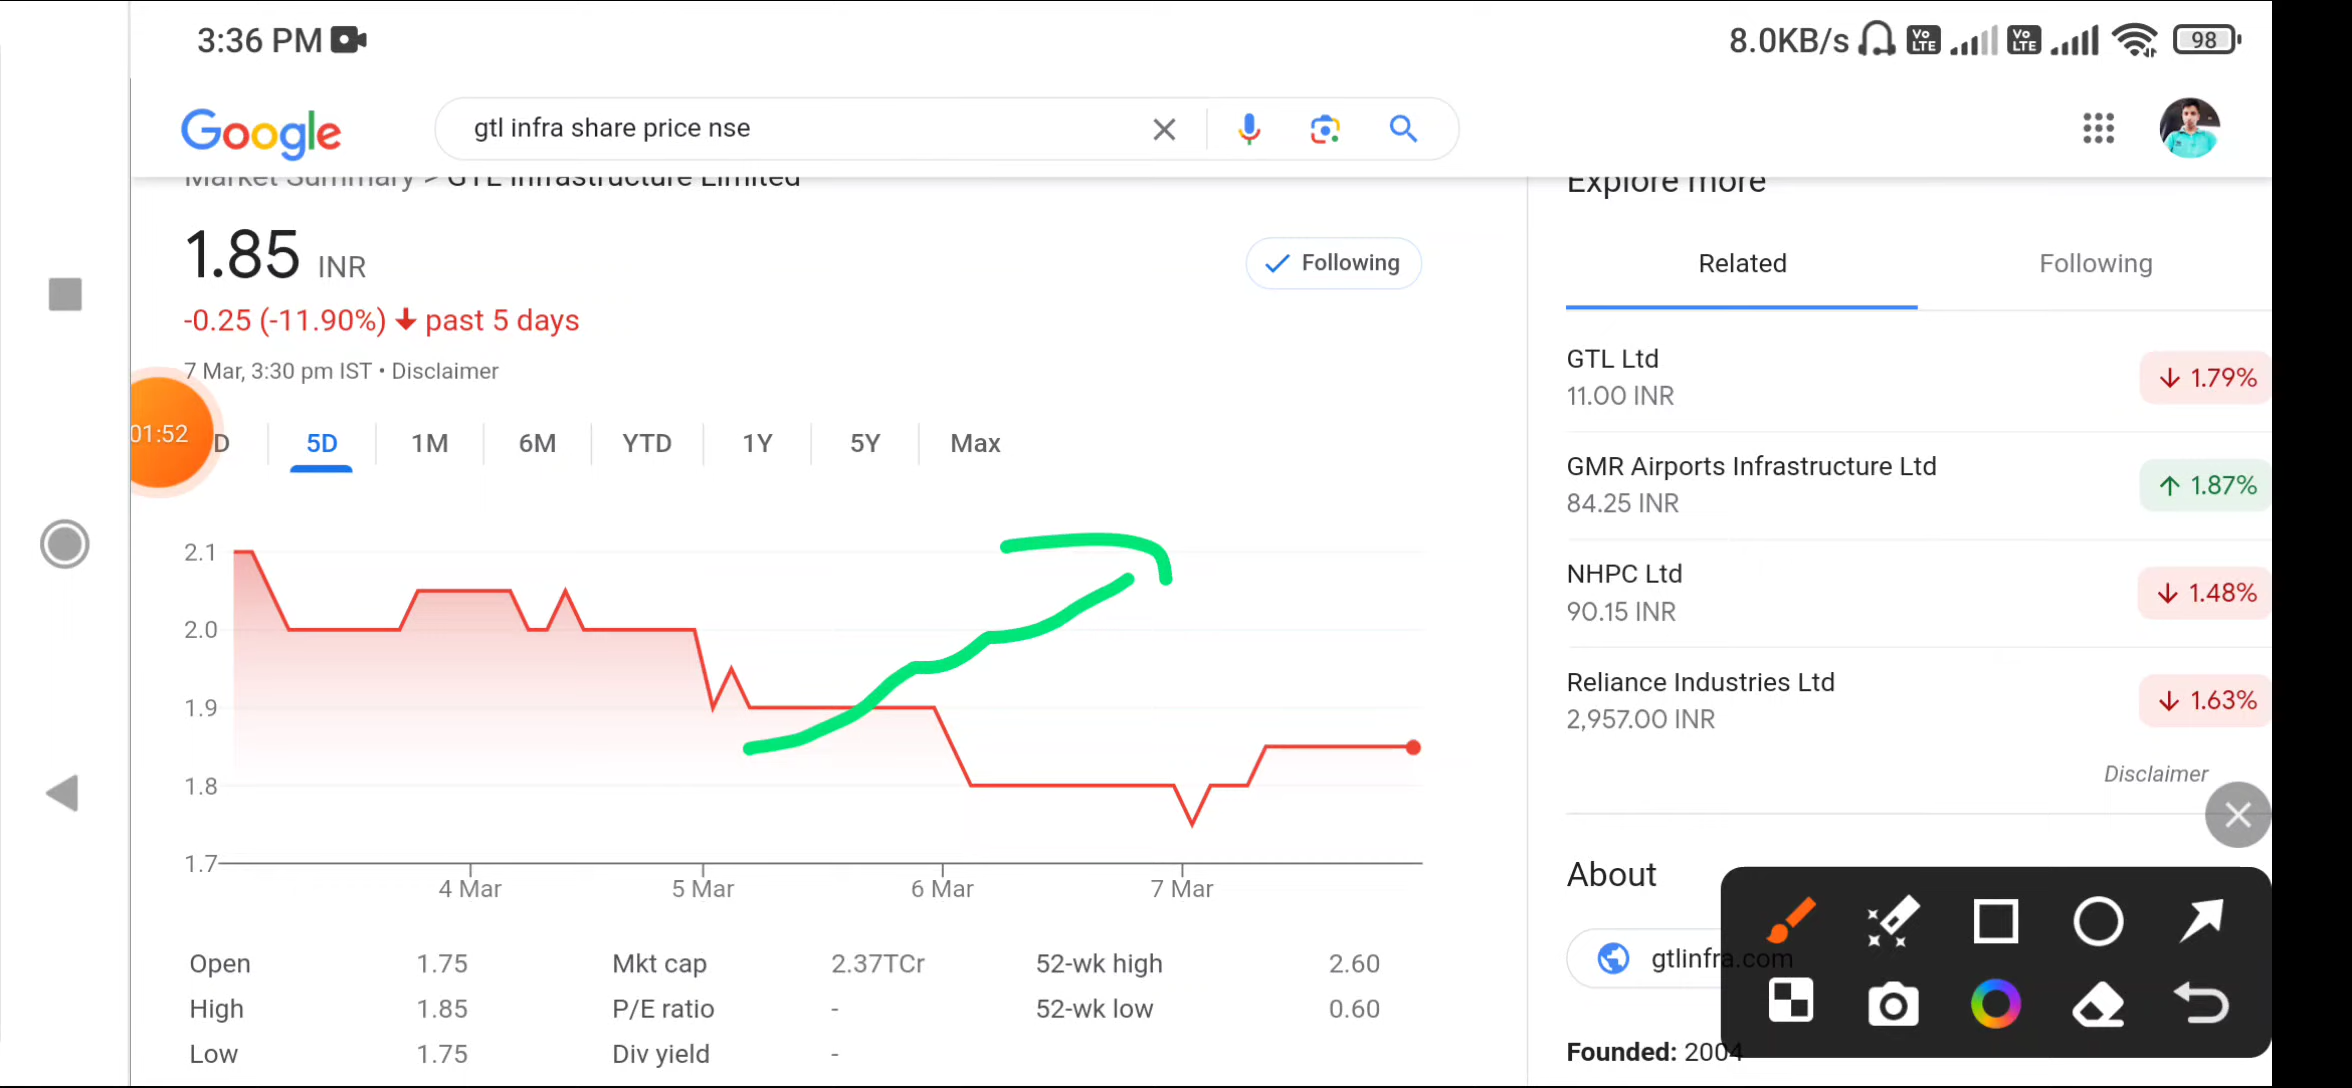 3:36 PM 8.0KB/s Vo LTE Vo LTE 98
Google gtl infra share price nse
Market Summary > GTL Infrastructure Limited
1.85 INR
Following
-0.25 (-11.90%) past 5 days
7 Mar, 3:30 pm IST • Disclaimer
01:52
D 5D 1M 6M YTD 1Y 5Y Max
2.1
2.0
1.9
1.8
1.7
4 Mar 5 Mar 6 Mar 7 Mar
Open 1.75 Mkt cap 2.37TCr 52-wk high 2.60
High 1.85 P/E ratio - 52-wk low 0.60
Low 1.75 Div yield -
Explore more
Related Following
GTL Ltd
11.00 INR
1.79%
GMR Airports Infrastructure Ltd
84.25 INR
1.87%
NHPC Ltd
90.15 INR
1.48%
Reliance Industries Ltd
2,957.00 INR
1.63%
Disclaimer
About
gtlinfra.com
Founded: 2004